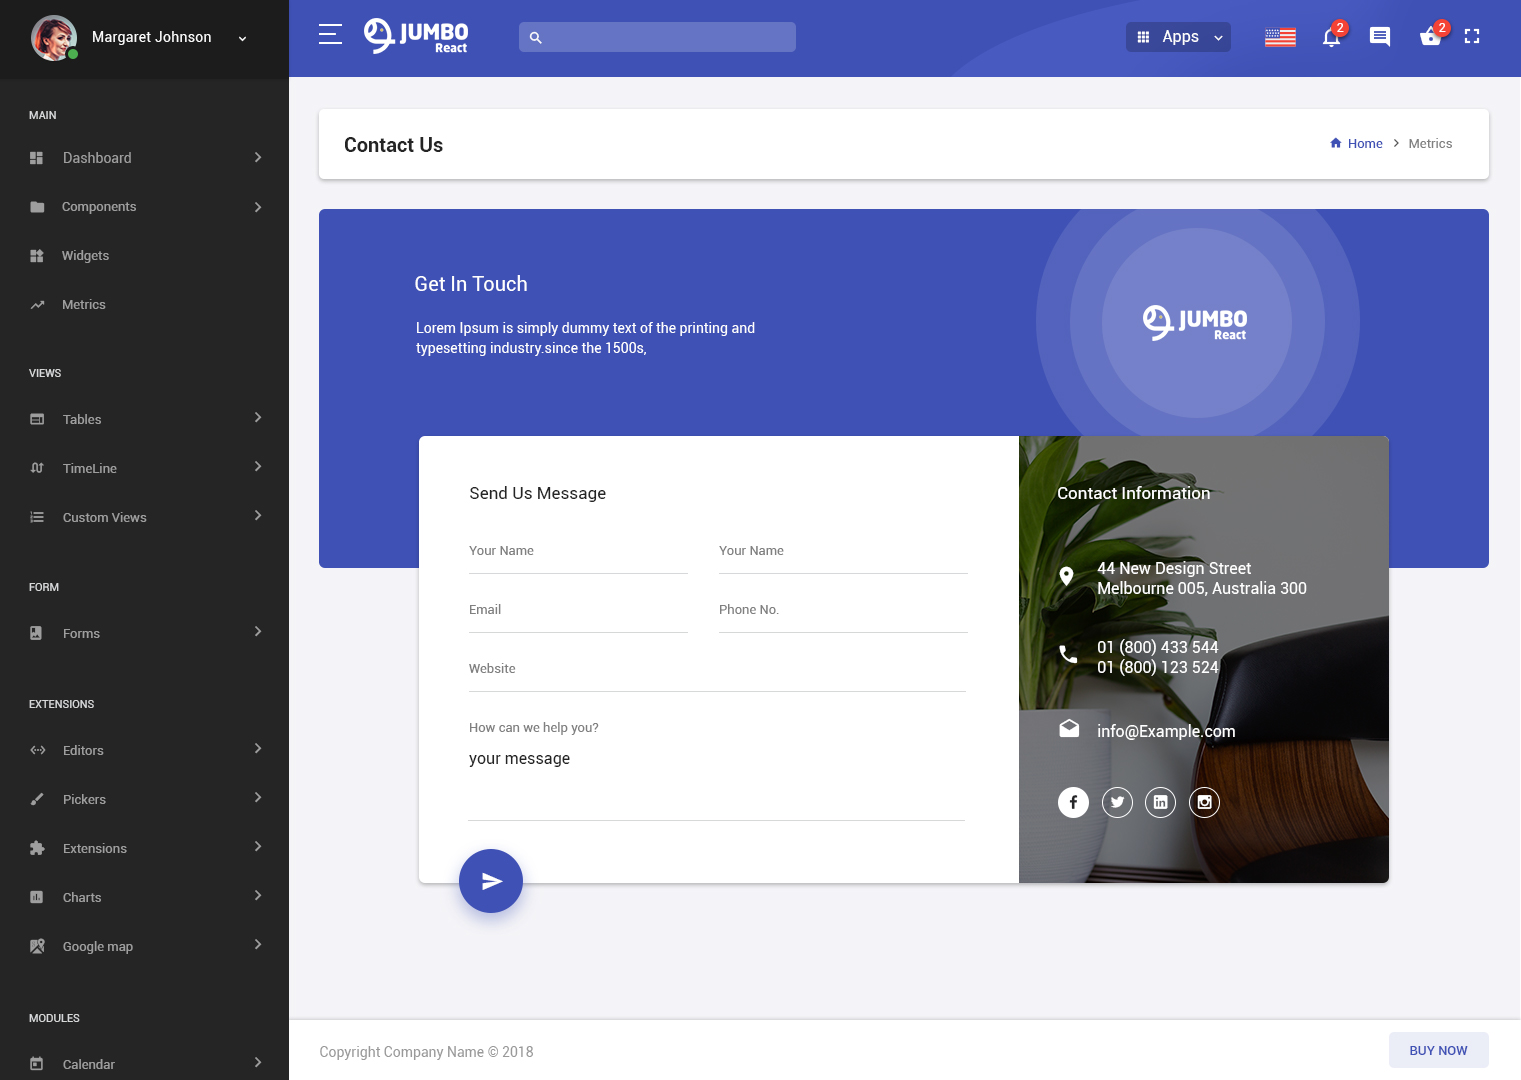 Margaret Johnson
MAIN
Dashboard
Components
Widgets
Metrics
VIEWS
Tables
TimeLine
Custom Views
FORM
Forms
EXTENSIONS
Editors
Pickers
Extensions
Charts
Google map
MODULES
Calendar
JUMBO
React
Apps
2
2
Contact Us
Home
Metrics
Get In Touch
Lorem Ipsum is simply dummy text of the printing and
typesetting industry.since the 1500s,
JUMBO
React
Send Us Message
Your Name
Your Name
Email
Phone No.
Website
How can we help you?
your message
Contact Information
44 New Design Street
Melbourne 005, Australia 300
01 (800) 433 544
01 (800) 123 524
info@Example.com
Copyright Company Name © 2018
BUY NOW